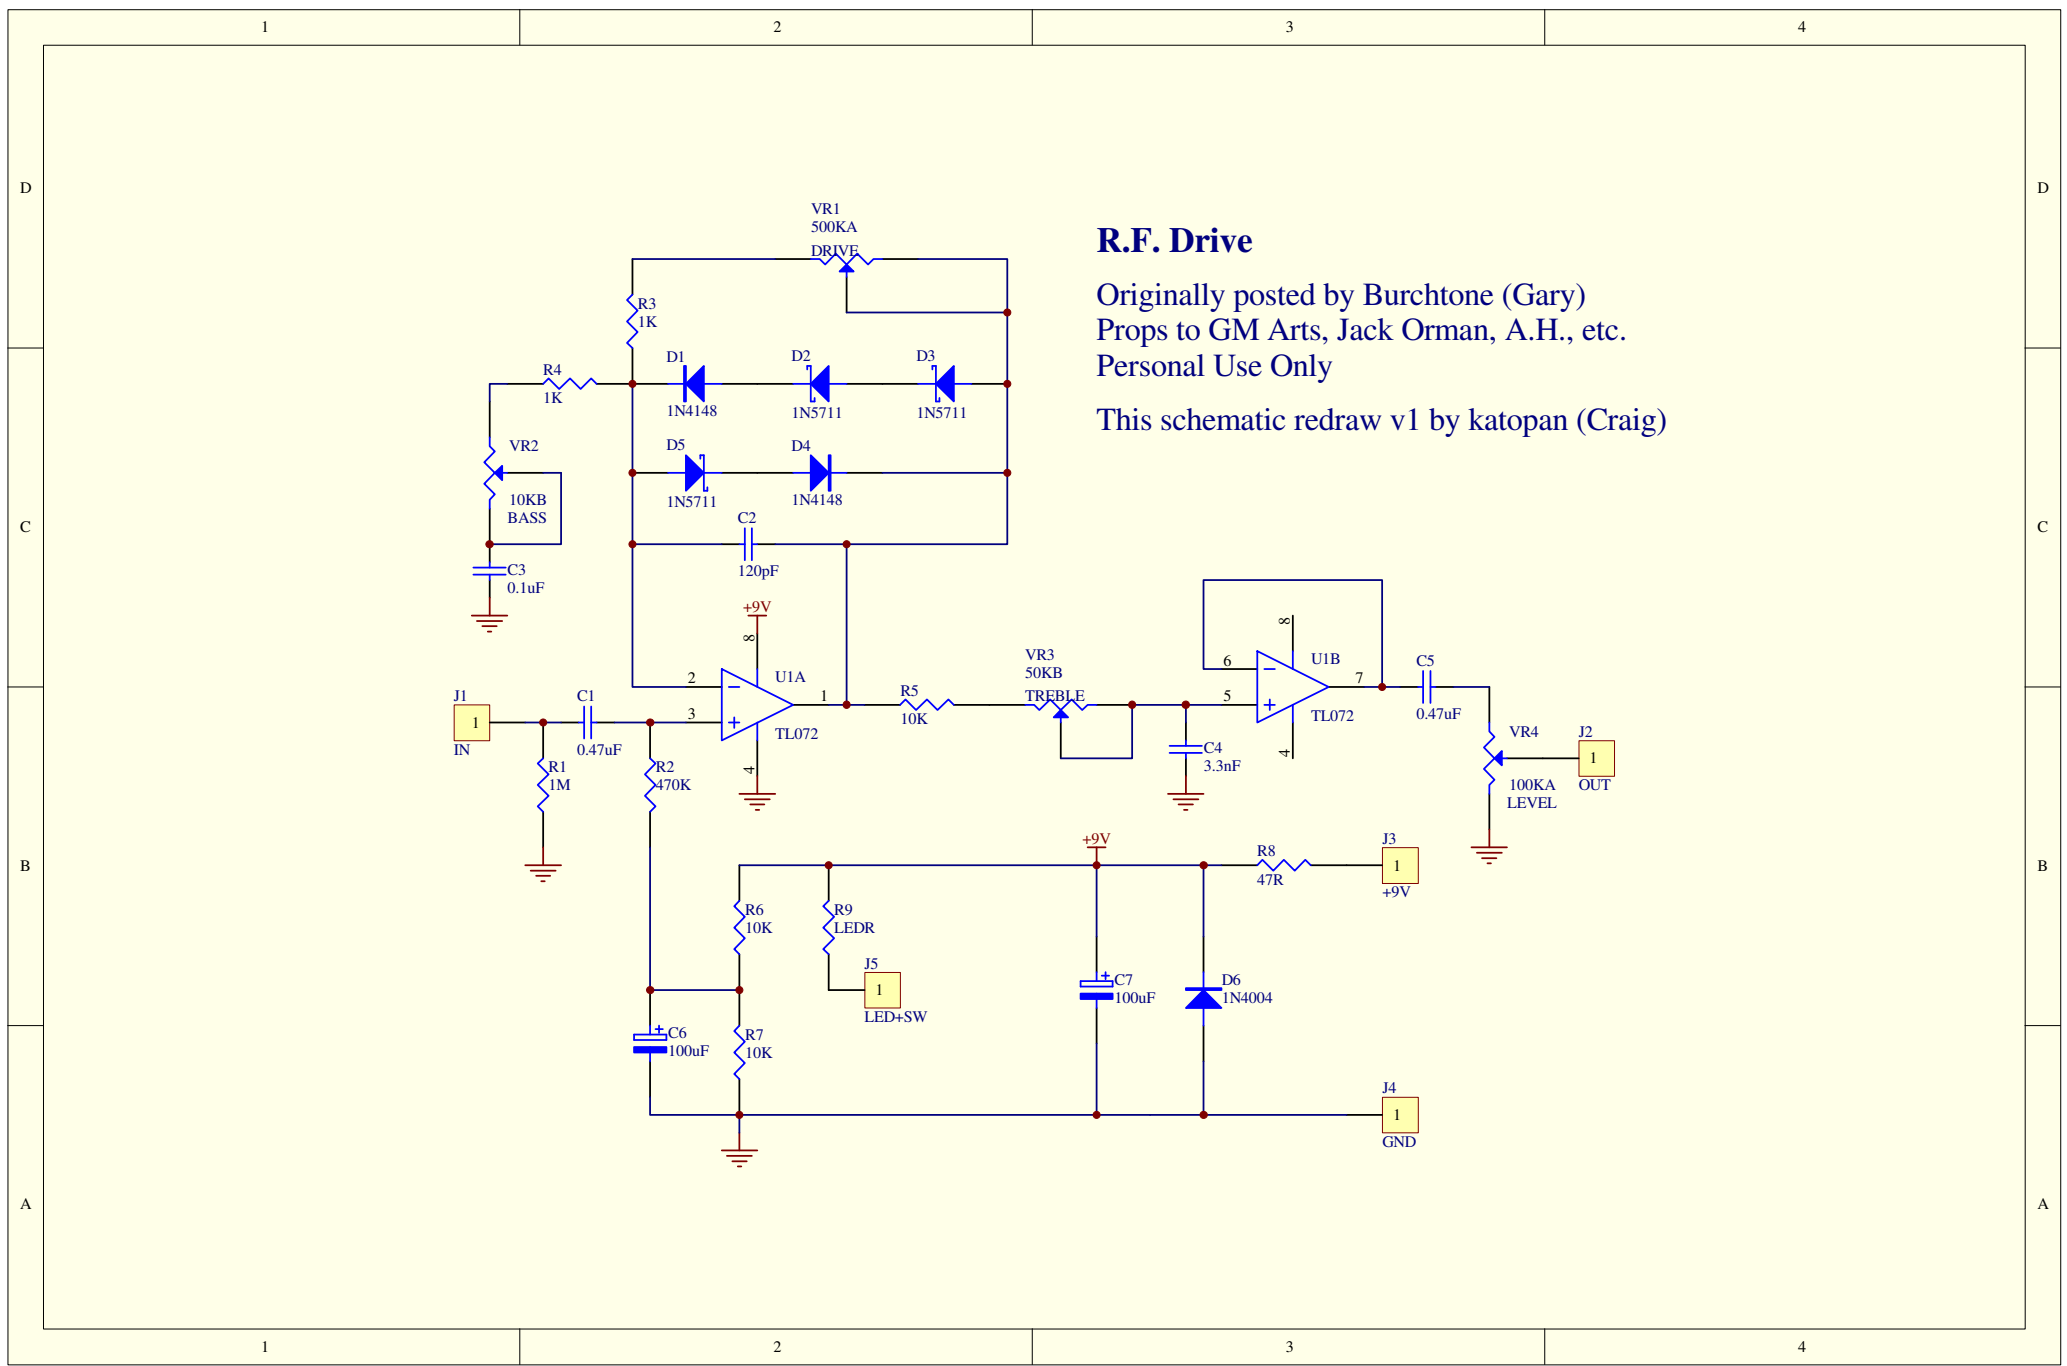 1 2 3 4
D D
VR1
500KA
DRIVE
R.F. Drive
Originally posted by Burchtone (Gary)
Props to GM Arts, Jack Orman, A.H., etc.
Personal Use Only
This schematic redraw v1 by katopan (Craig)
R3
1K
R4
1K
D1
1N4148
D2
1N5711
D3
1N5711
VR2
10KB
BASS
D5
1N5711
D4
1N4148
C C
C2
120pF
C3
0.1uF
+9V
8
2
3
1
4
U1A
TL072
J1
1
IN
C1
0.47uF
R1
1M
R2
470K
R5
10K
VR3
50KB
TREBLE
C4
3.3nF
8
6
5
7
4
U1B
TL072
C5
0.47uF
VR4
100KA
LEVEL
J2
1
OUT
B B
+9V
R8
47R
J3
1
+9V
R6
10K
R9
LEDR
J5
1
LED+SW
C7
100uF
D6
1N4004
C6
100uF
R7
10K
J4
1
GND
A A
1 2 3 4